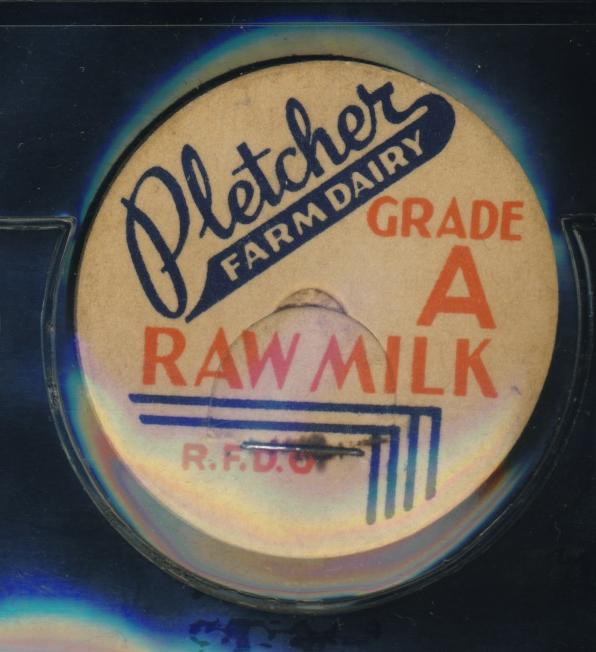 Pletcher
FARM DAIRY
GRADE
A
RAW MILK
R.F.D.